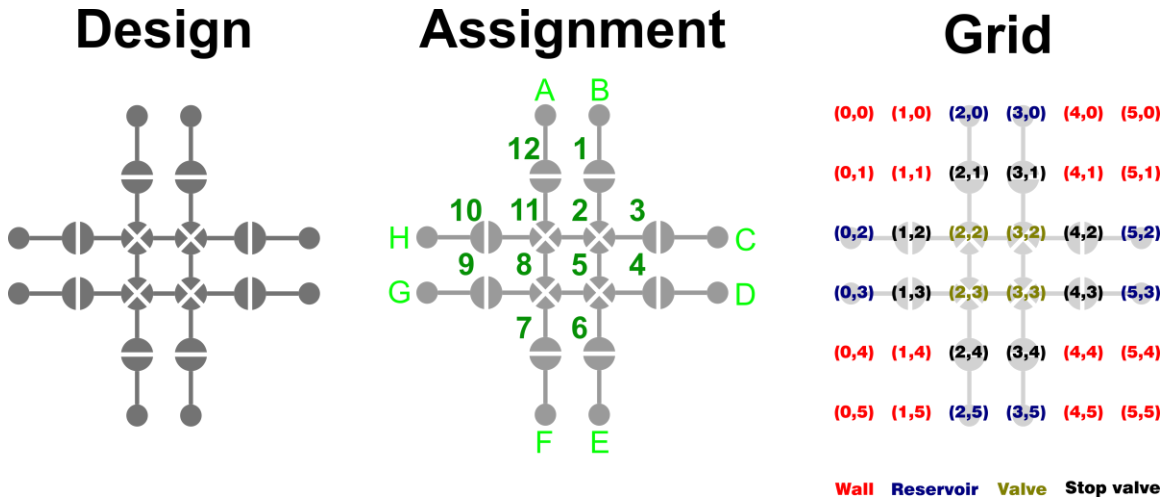 Design
Assignment
Grid
A B
12 1
10 11 2 3
H C
9 8 5 4
G D
7 6
F E
(0,0) (1,0) (2,0) (3,0) (4,0) (5,0)
(0,1) (1,1) (2,1) (3,1) (4,1) (5,1)
(0,2) (1,2) (2,2) (3,2) (4,2) (5,2)
(0,3) (1,3) (2,3) (3,3) (4,3) (5,3)
(0,4) (1,4) (2,4) (3,4) (4,4) (5,4)
(0,5) (1,5) (2,5) (3,5) (4,5) (5,5)
Wall Reservoir Valve Stop valve